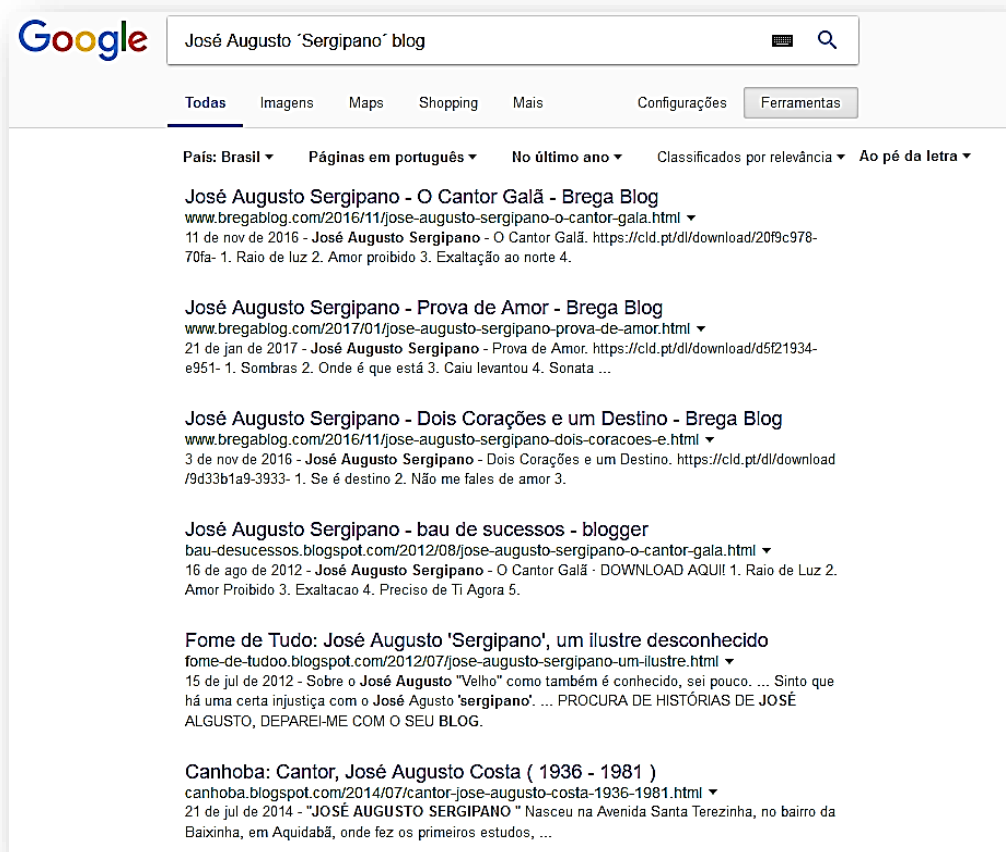 Google
José Augusto ´Sergipano´ blog
Todas Imagens Maps Shopping Mais Configurações Ferramentas
País: Brasil Páginas em português No último ano Classificados por relevância Ao pé da letra
José Augusto Sergipano - O Cantor Galã - Brega Blog
www.bregablog.com/2016/11/jose-augusto-sergipano-o-cantor-gala.html
11 de nov de 2016 - José Augusto Sergipano - O Cantor Galã. https://cld.pt/dl/download/20f9c978-
70fa- 1. Raio de luz 2. Amor proibido 3. Exaltação ao norte 4.
José Augusto Sergipano - Prova de Amor - Brega Blog
www.bregablog.com/2017/01/jose-augusto-sergipano-prova-de-amor.html
21 de jan de 2017 - José Augusto Sergipano - Prova de Amor. https://cld.pt/dl/download/d5f21934-
e951- 1. Sombras 2. Onde é que está 3. Caiu levantou 4. Sonata ...
José Augusto Sergipano - Dois Corações e um Destino - Brega Blog
www.bregablog.com/2016/11/jose-augusto-sergipano-dois-coracoes-e.html
3 de nov de 2016 - José Augusto Sergipano - Dois Corações e um Destino. https://cld.pt/dl/download
/9d33b1a9-3933- 1. Se é destino 2. Não me fales de amor 3.
José Augusto Sergipano - bau de sucessos - blogger
bau-desucessos.blogspot.com/2012/08/jose-augusto-sergipano-o-cantor-gala.html
16 de ago de 2012 - José Augusto Sergipano - O Cantor Galã · DOWNLOAD AQUI! 1. Raio de Luz 2.
Amor Proibido 3. Exaltacao 4. Preciso de Ti Agora 5.
Fome de Tudo: José Augusto 'Sergipano', um ilustre desconhecido
fome-de-tudoo.blogspot.com/2012/07/jose-augusto-sergipano-um-ilustre.html
15 de jul de 2012 - Sobre o José Augusto "Velho" como também é conhecido, sei pouco. ... Sinto que
há uma certa injustiça com o José Agusto 'sergipano'. ... PROCURA DE HISTÓRIAS DE JOSÉ
ALGUSTO, DEPAREI-ME COM O SEU BLOG.
Canhoba: Cantor, José Augusto Costa ( 1936 - 1981 )
canhoba.blogspot.com/2014/07/cantor-jose-augusto-costa-1936-1981.html
21 de jul de 2014 - "JOSÉ AUGUSTO SERGIPANO " Nasceu na Avenida Santa Terezinha, no bairro da
Baixinha, em Aquidabã, onde fez os primeiros estudos, ...